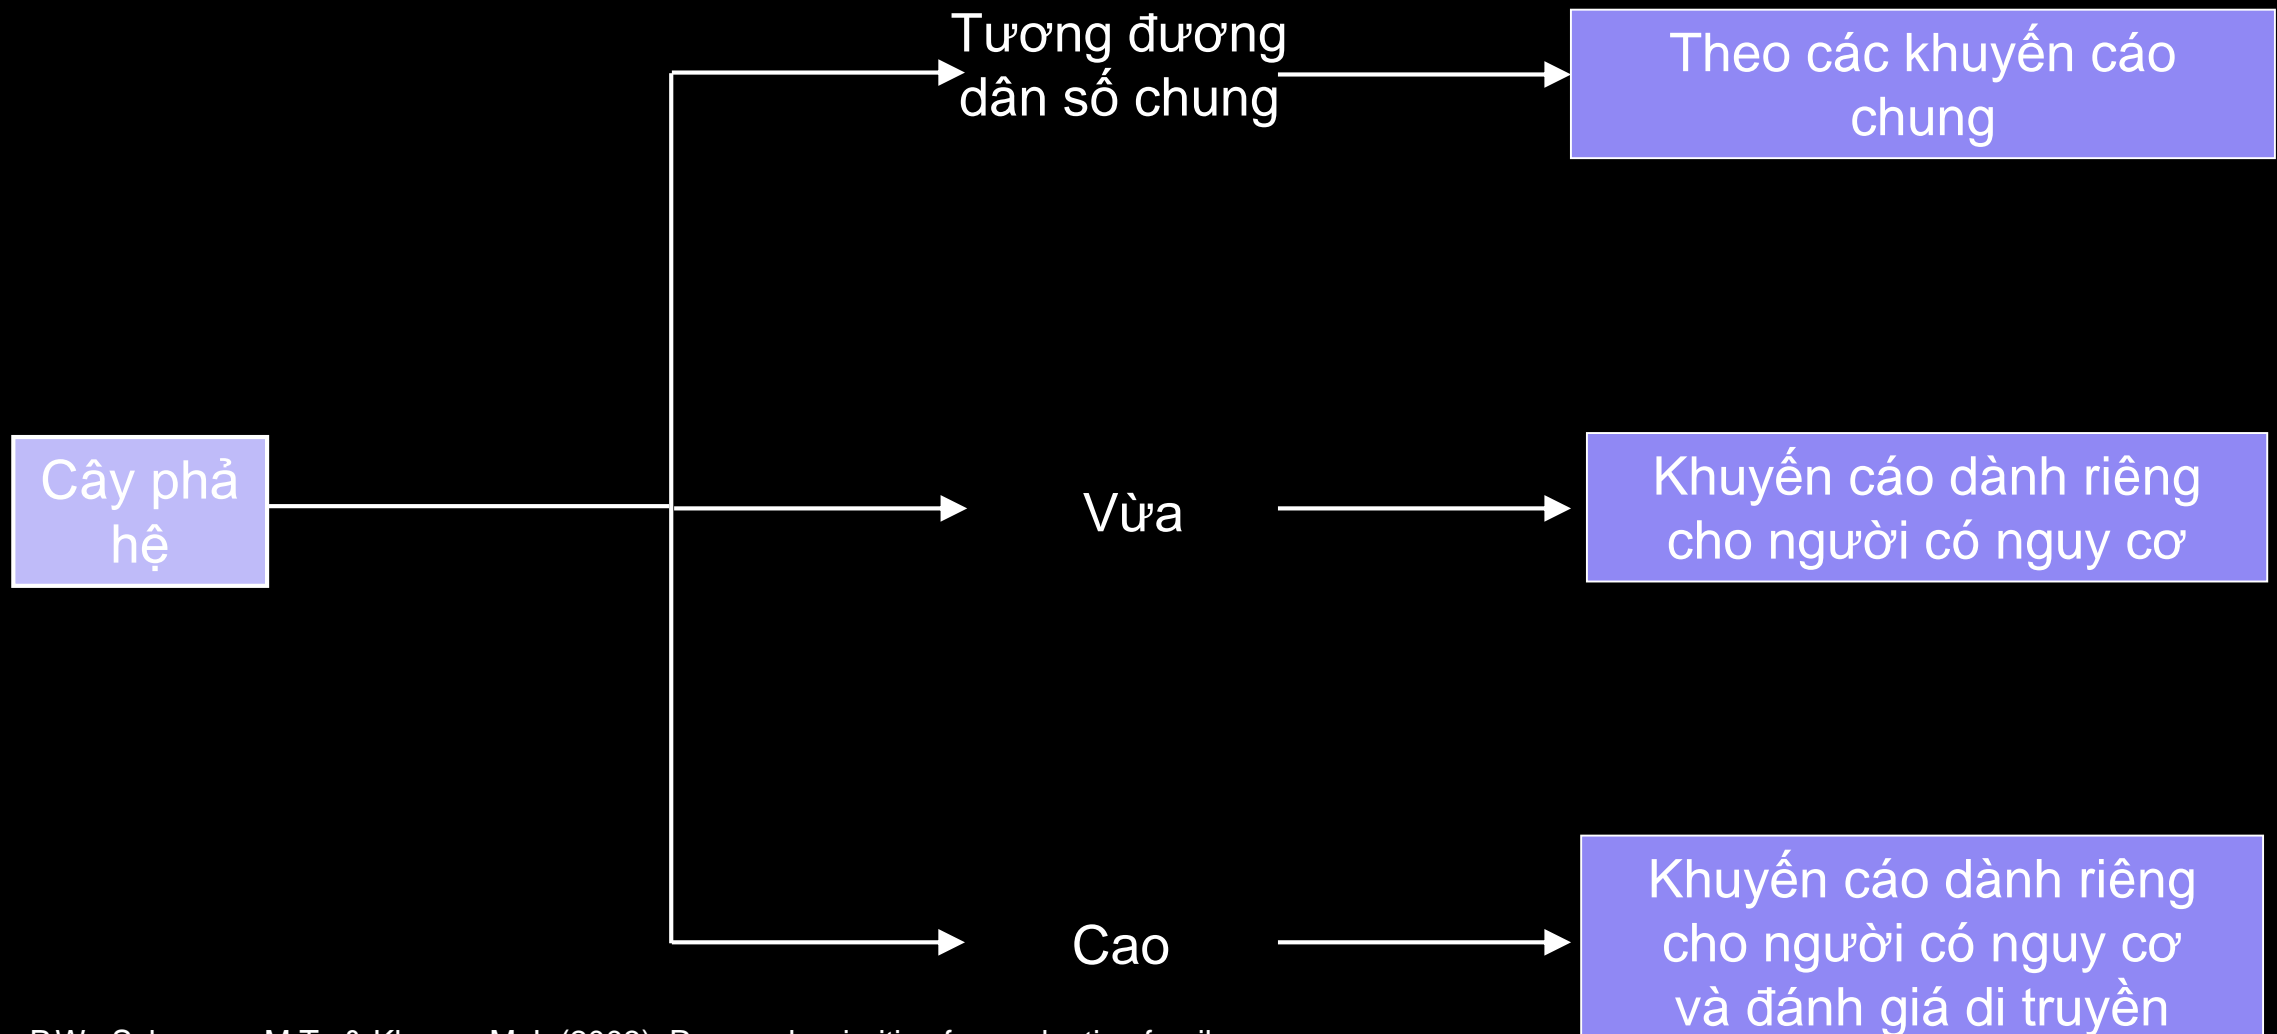 Tương đương
dân số chung
Theo các khuyến cáo
chung
Cây phả
hệ
Vừa
Khuyến cáo dành riêng
cho người có nguy cơ
Cao
Khuyến cáo dành riêng
cho người có nguy cơ
và đánh giá di truyền